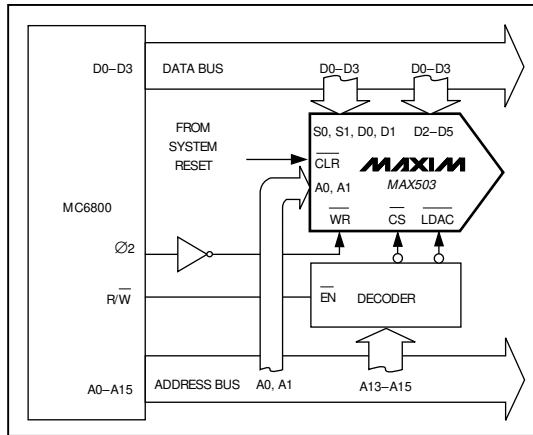 D0–D3 DATA BUS D0–D3 D0–D3
S0, S1, D0, D1 D2–D5
FROM
SYSTEM
RESET
CLR MAXIM
MAX503
A0, A1
MC6800
WR CS LDAC
Ø2
R/W EN DECODER
A0–A15 ADDRESS BUS A0, A1 A13–A15